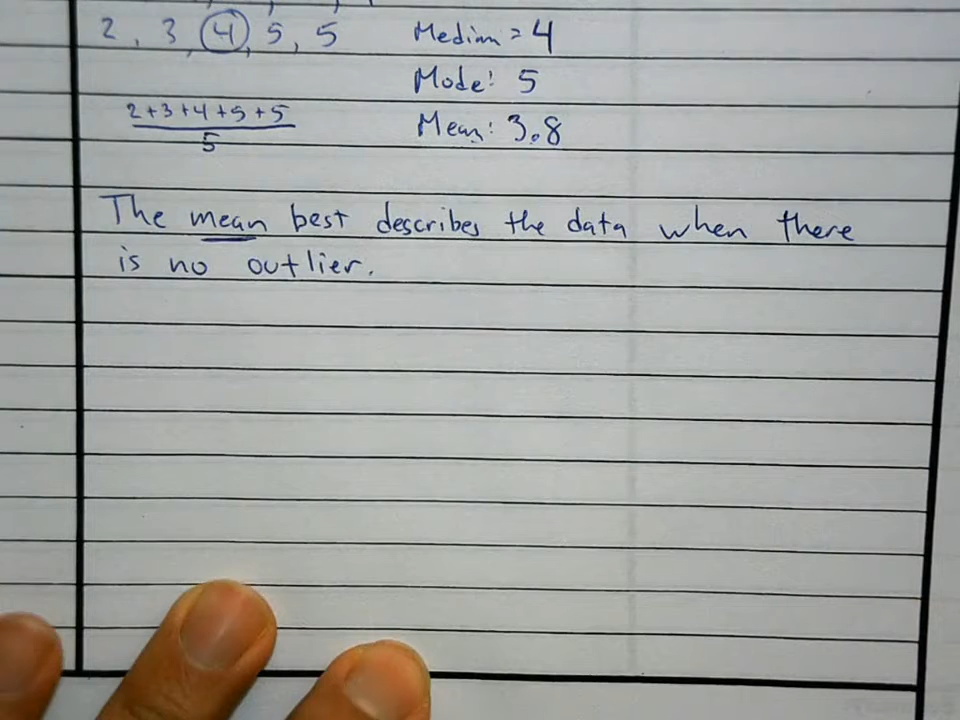 2, 3, 4, 5, 5 Median = 4
Mode: 5
2+3+4+5+5
5
Mean: 3.8
The mean best describes the data when there
is no outlier.